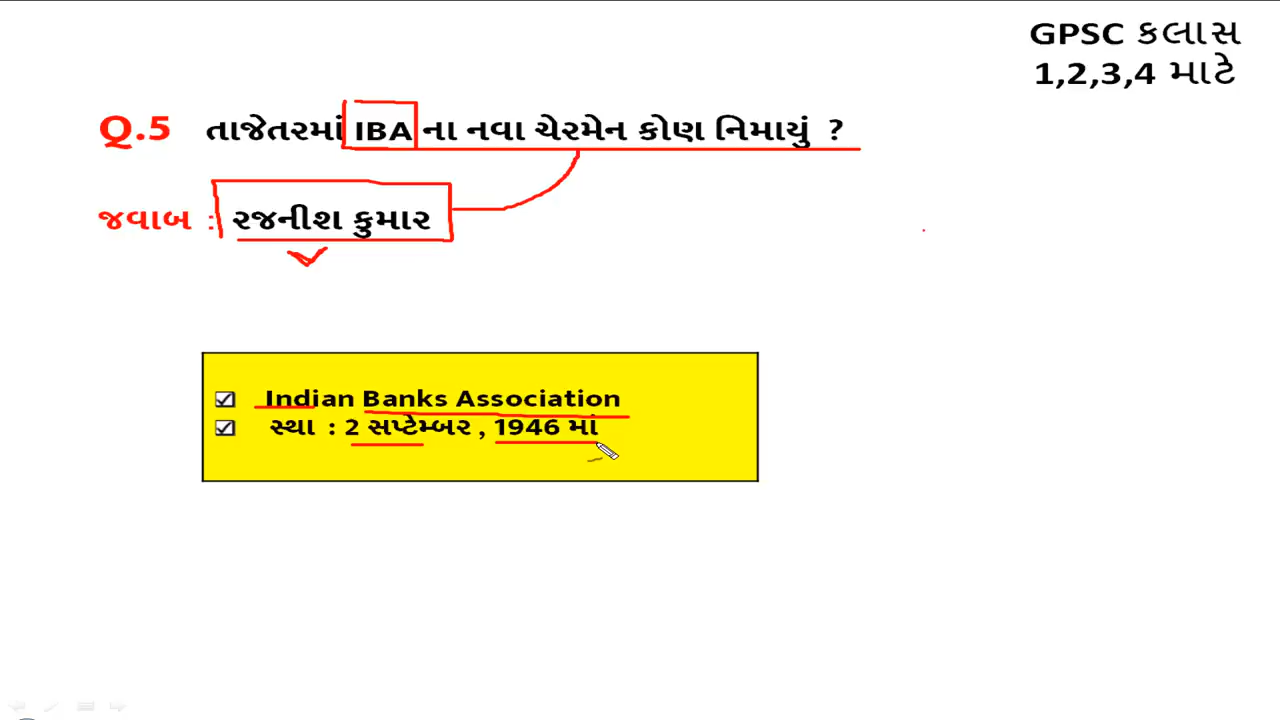 GPSC કલાસ
1,2,3,4 માટે
Q.5 તાજેતરમાં IBA ના નવા ચેરમેન કોણ નિમાયું ?
જવાબ : રજનીશ કુમાર
Indian Banks Association
સ્થા : 2 સપ્ટેમ્બર , 1946 માં